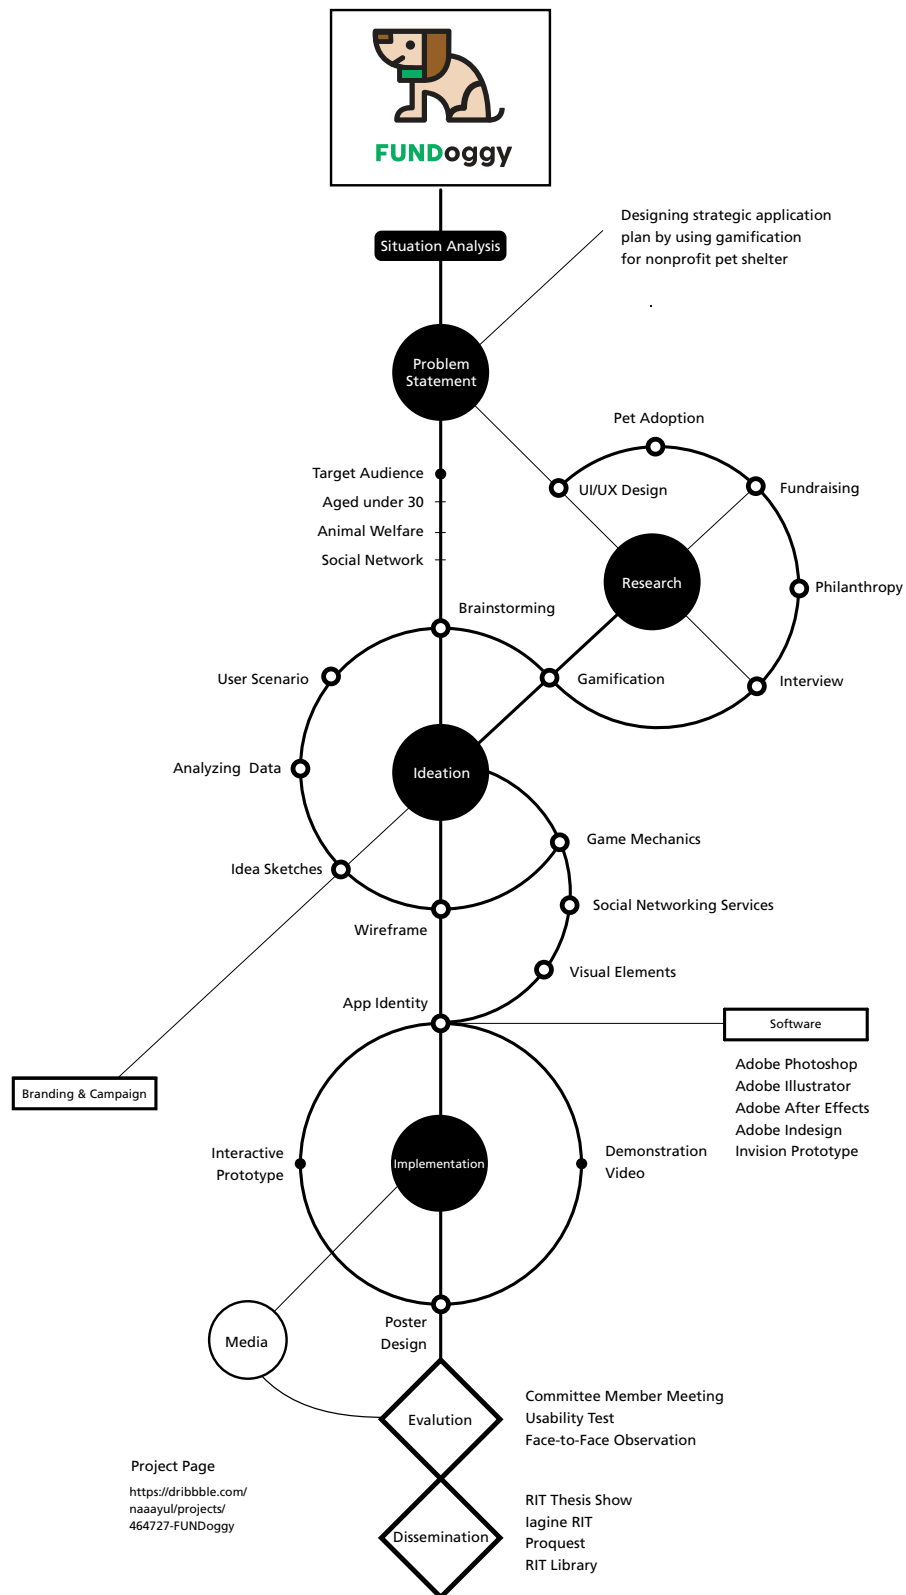 FUNDoggy
Situation Analysis
Designing strategic application
plan by using gamification
for nonprofit pet shelter
Problem
Statement
Pet Adoption
Target Audience
UI/UX Design
Fundraising
Aged under 30
Animal Welfare
Social Network
Research
Philanthropy
Brainstorming
User Scenario
Gamification
Interview
Analyzing Data
Ideation
Game Mechanics
Idea Sketches
Social Networking Services
Wireframe
Visual Elements
App Identity
Software
Adobe Photoshop
Adobe Illustrator
Adobe After Effects
Adobe Indesign
Invision Prototype
Branding & Campaign
Interactive
Prototype
Implementation
Demonstration
Video
Poster
Design
Media
Evalution
Committee Member Meeting
Usability Test
Face-to-Face Observation
Project Page
https://dribbble.com/
naaayul/projects/
464727-FUNDoggy
Dissemination
RIT Thesis Show
Iagine RIT
Proquest
RIT Library